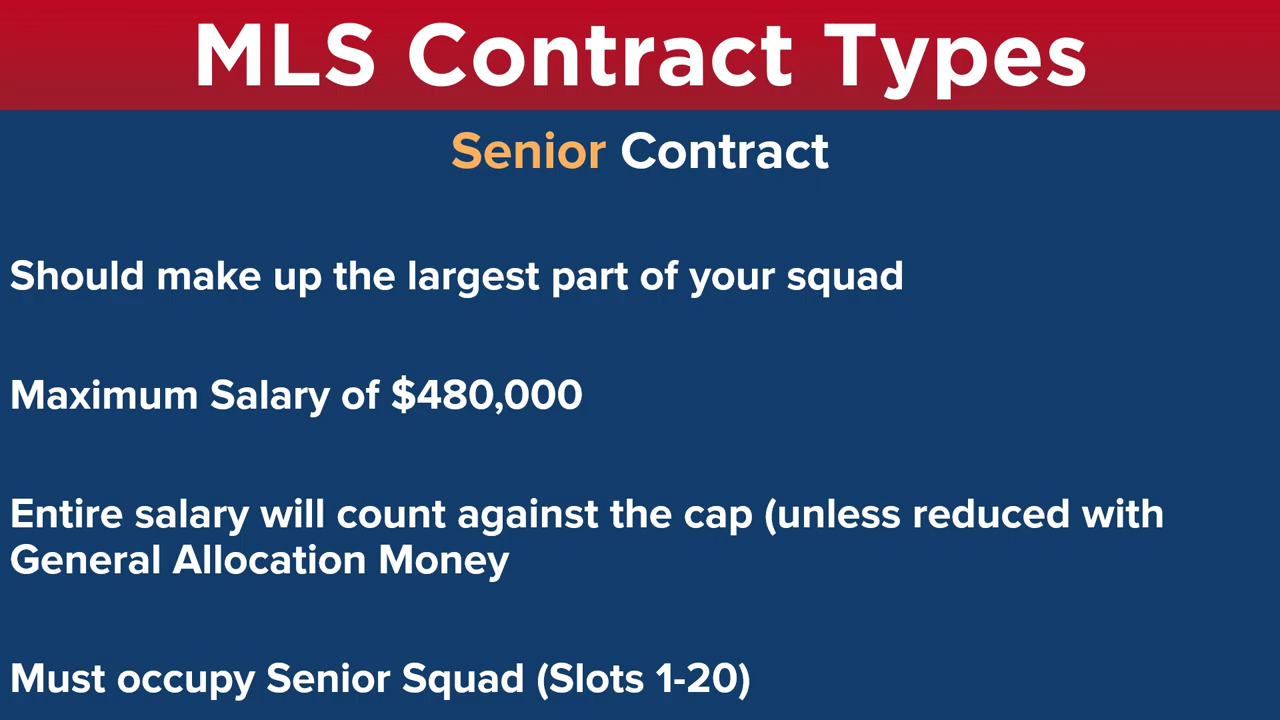 MLS Contract Types
Senior Contract
Should make up the largest part of your squad
Maximum Salary of $480,000
Entire salary will count against the cap (unless reduced with
General Allocation Money
Must occupy Senior Squad (Slots 1-20)